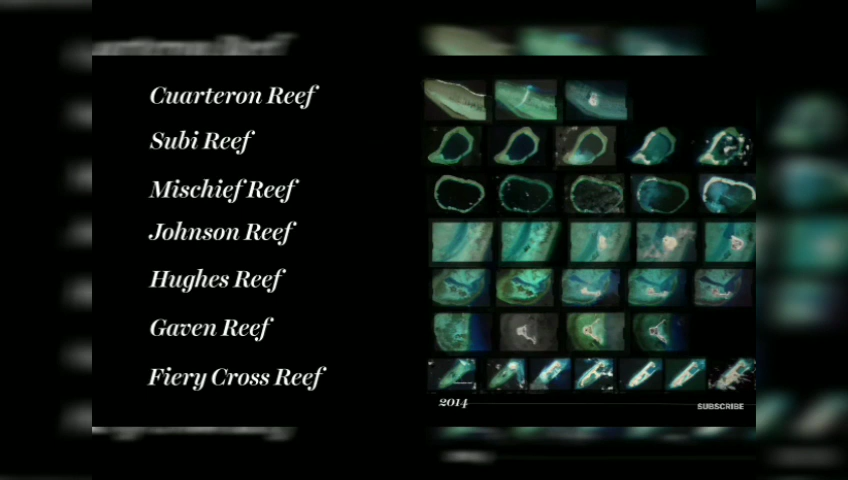 Cuarteron Reef
Subi Reef
Mischief Reef
Johnson Reef
Hughes Reef
Gaven Reef
Fiery Cross Reef
2014
SUBSCRIBE